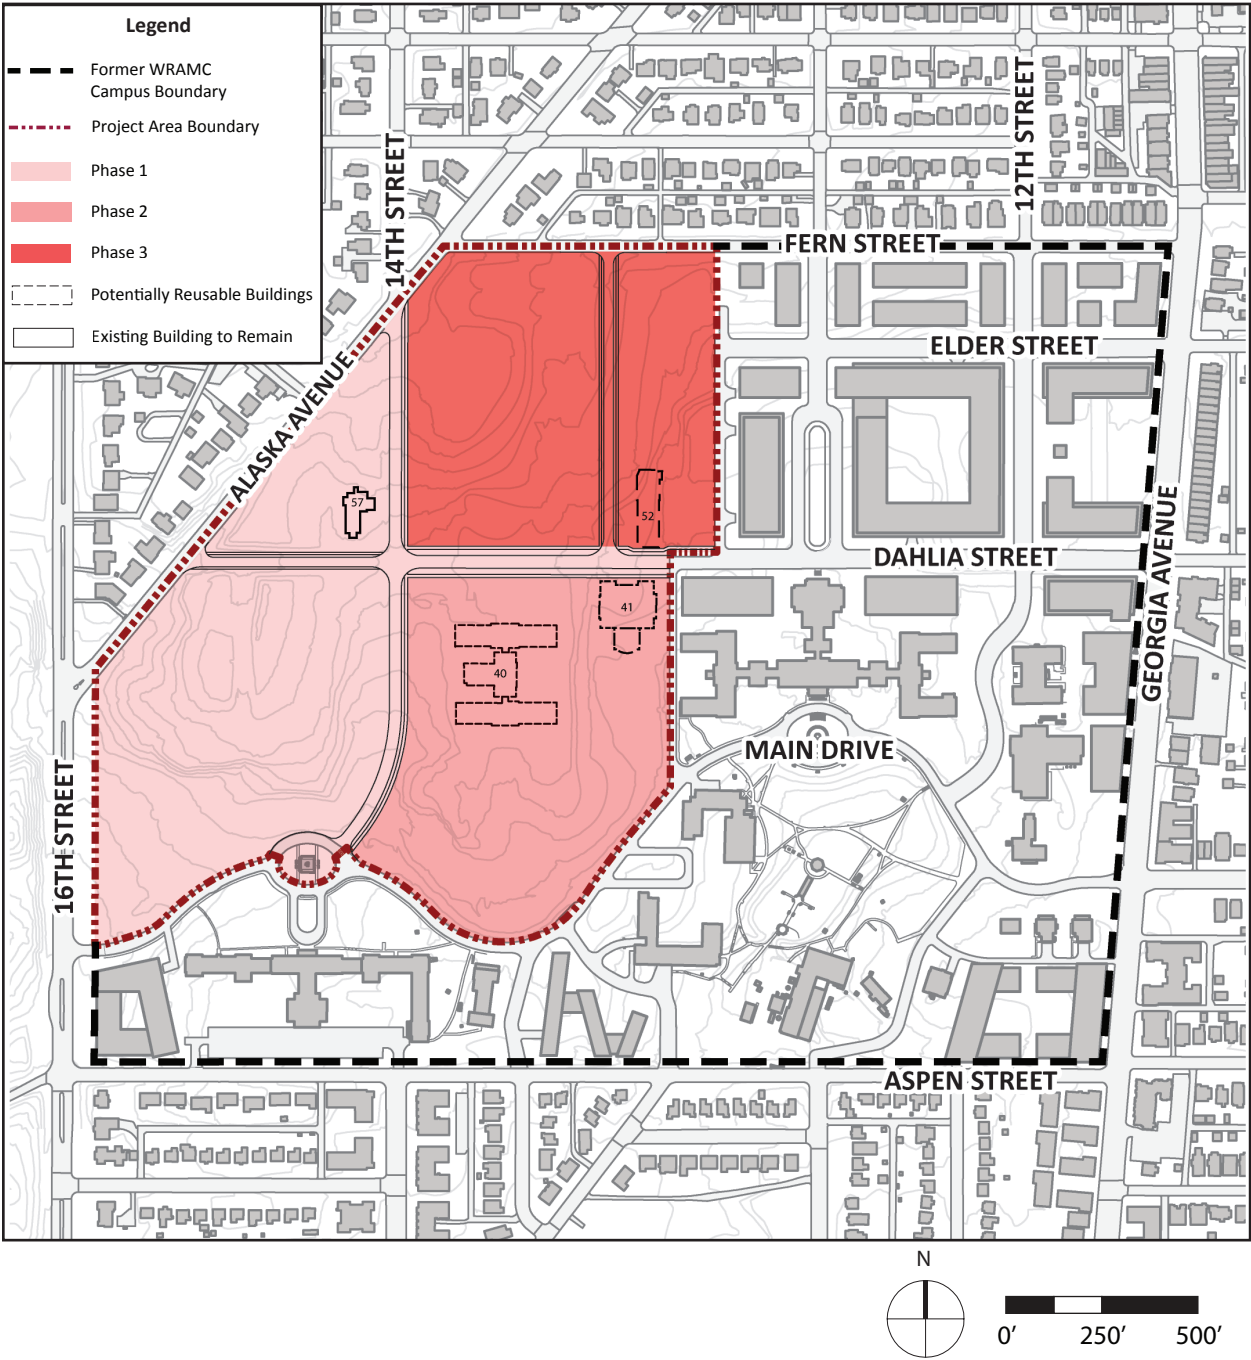 Legend
Former WRAMC
Campus Boundary
Project Area Boundary
Phase 1
Phase 2
Phase 3
Potentially Reusable Buildings
Existing Building to Remain
14TH STREET
12TH STREET
FERN STREET
ELDER STREET
ALASKA AVENUE
57
52
DAHLIA STREET
GEORGIA AVENUE
41
40
MAIN DRIVE
16TH STREET
ASPEN STREET
N
0’ 250’ 500’